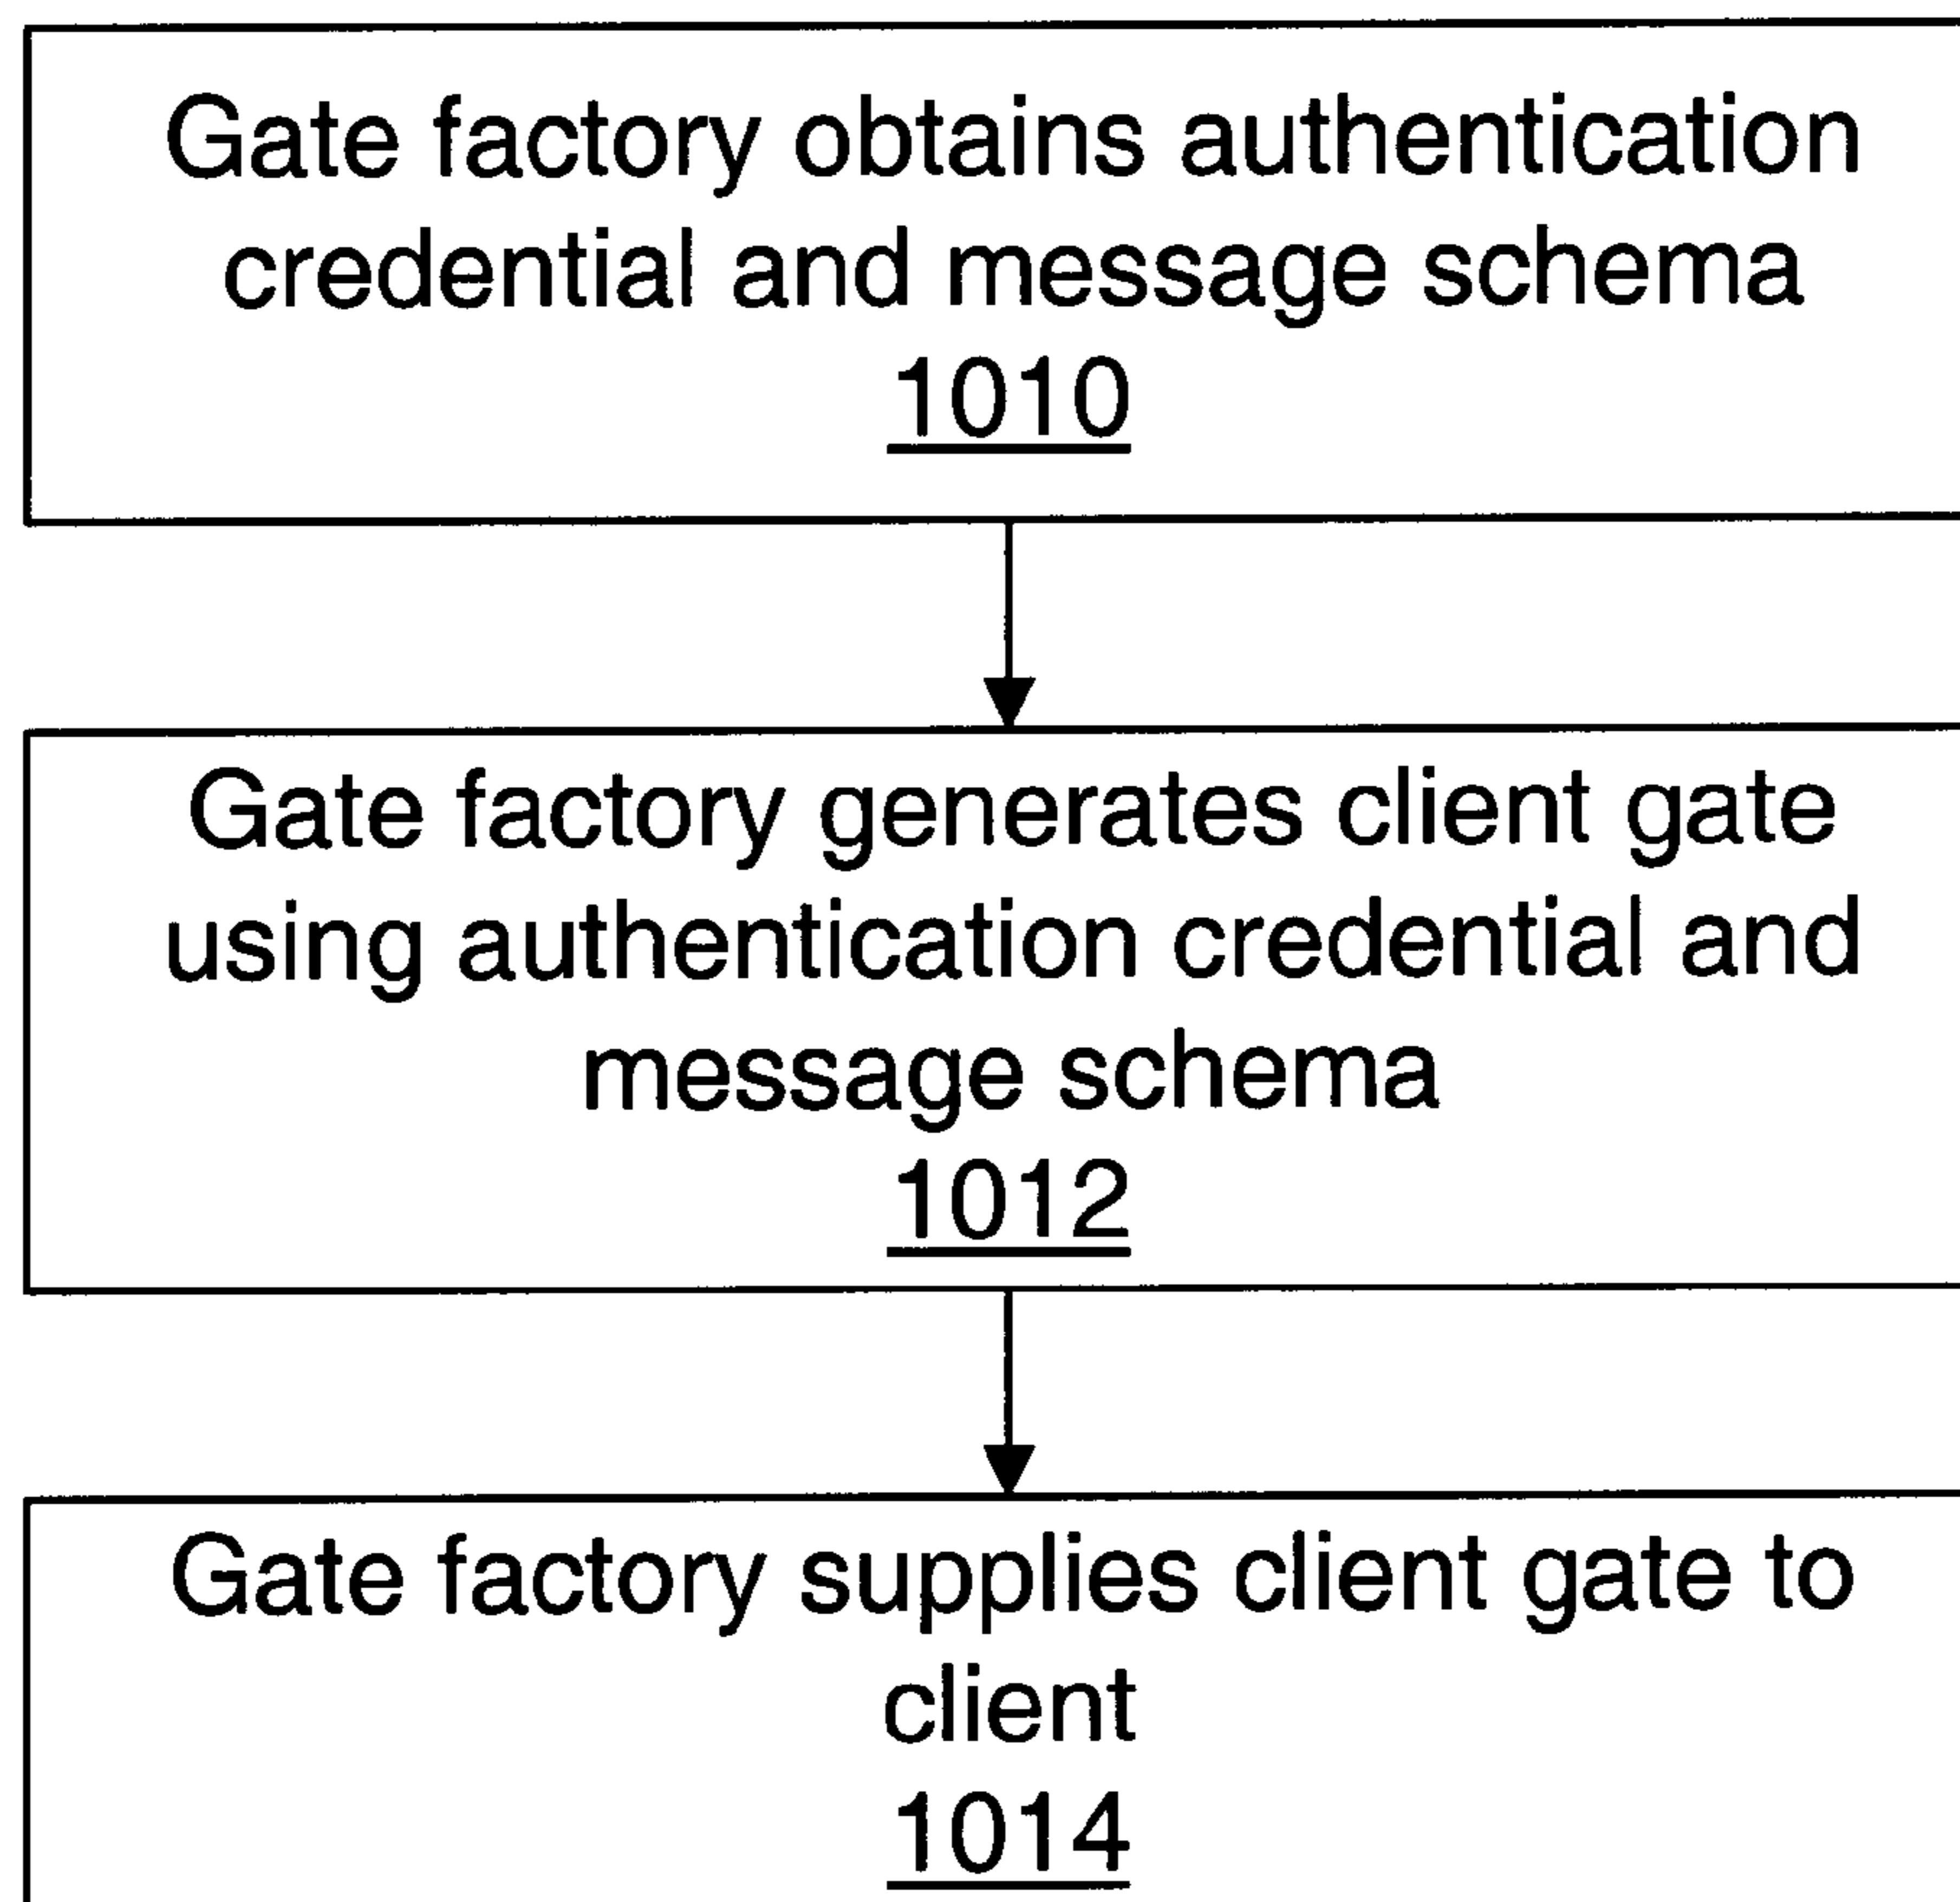 Gate factory obtains authentication
credential and message schema
1010
Gate factory generates client gate
using authentication credential and
message schema
1012
Gate factory supplies client gate to
client
1014